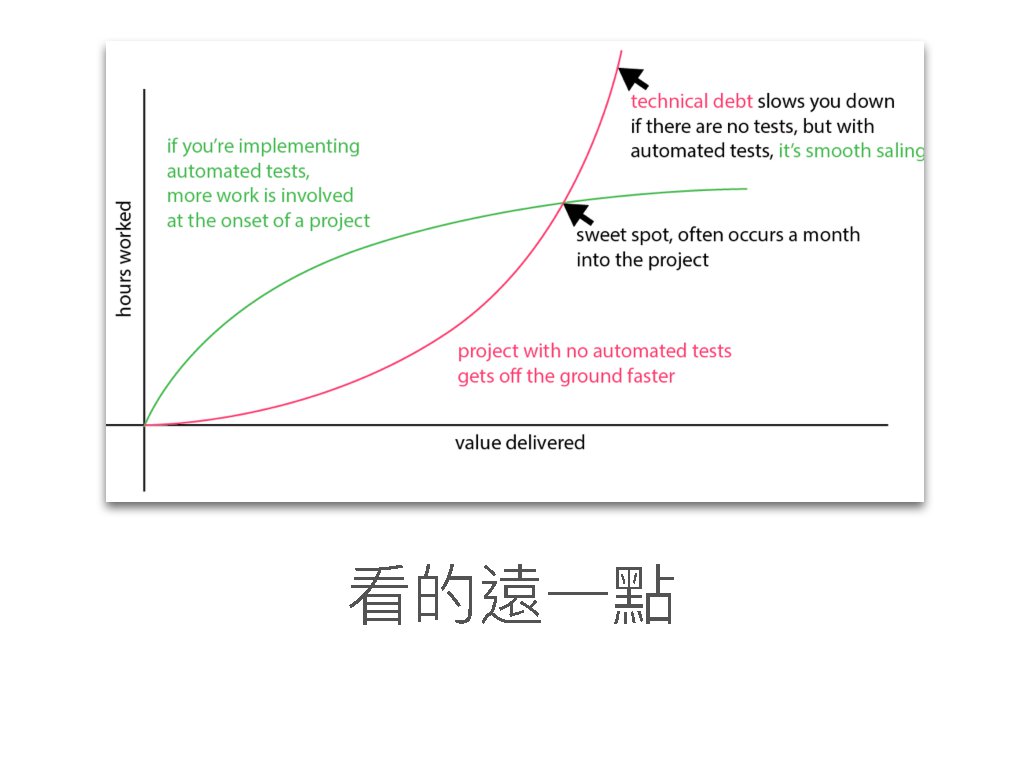 technical debt slows you down
if there are no tests, but with
automated tests, it's smooth saling
if you're implementing
automated tests,
more work is involved
at the onset of a project
hours worked
sweet spot, often occurs a month
into the project
project with no automated tests
gets off the ground faster
value delivered
看的遠一點